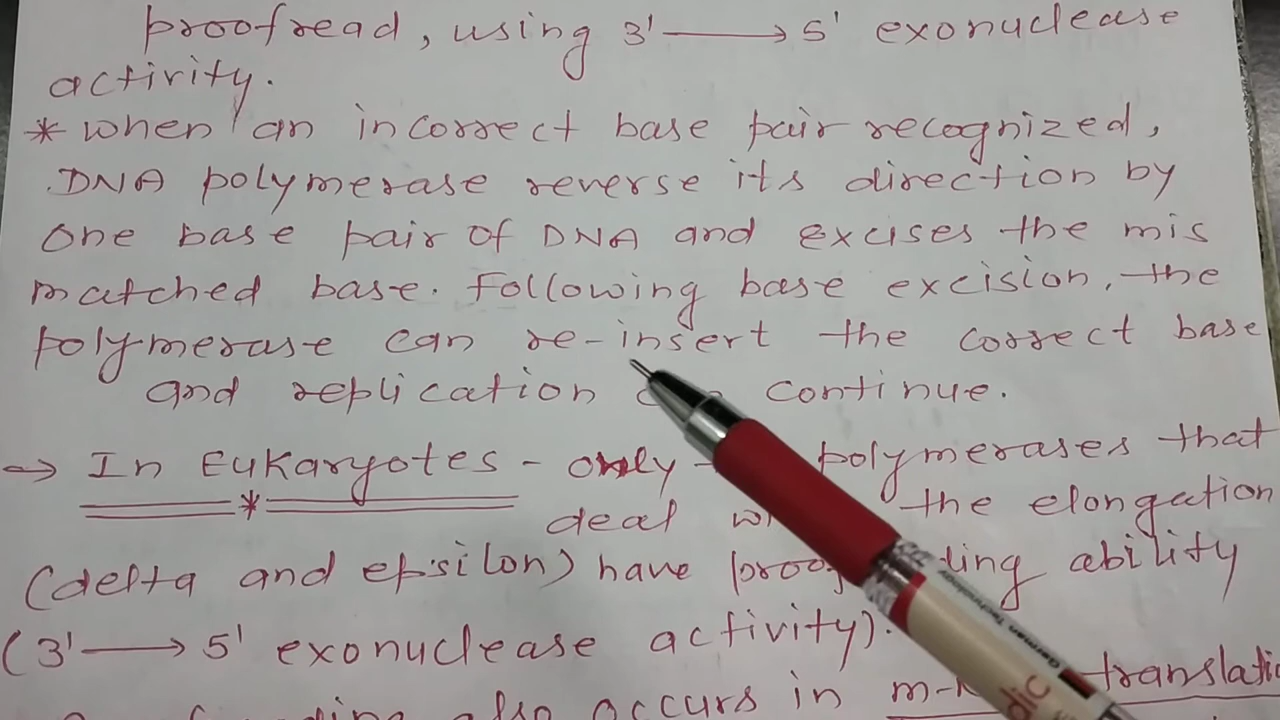 proofread, using 3' → 5' exonuclease
activity.
* when an incorrect base pair recognized,
DNA polymerase reverse its direction by
one base pair of DNA and excises the mis
matched base. Following base excision, the
polymerase can re-insert the correct base
and replication continue.
⇒ In Eukaryotes - only polymerases that
deal the elongation
(delta and epsilon) have ability
(3' → 5' exonuclease activity).
also occurs in
German Technology